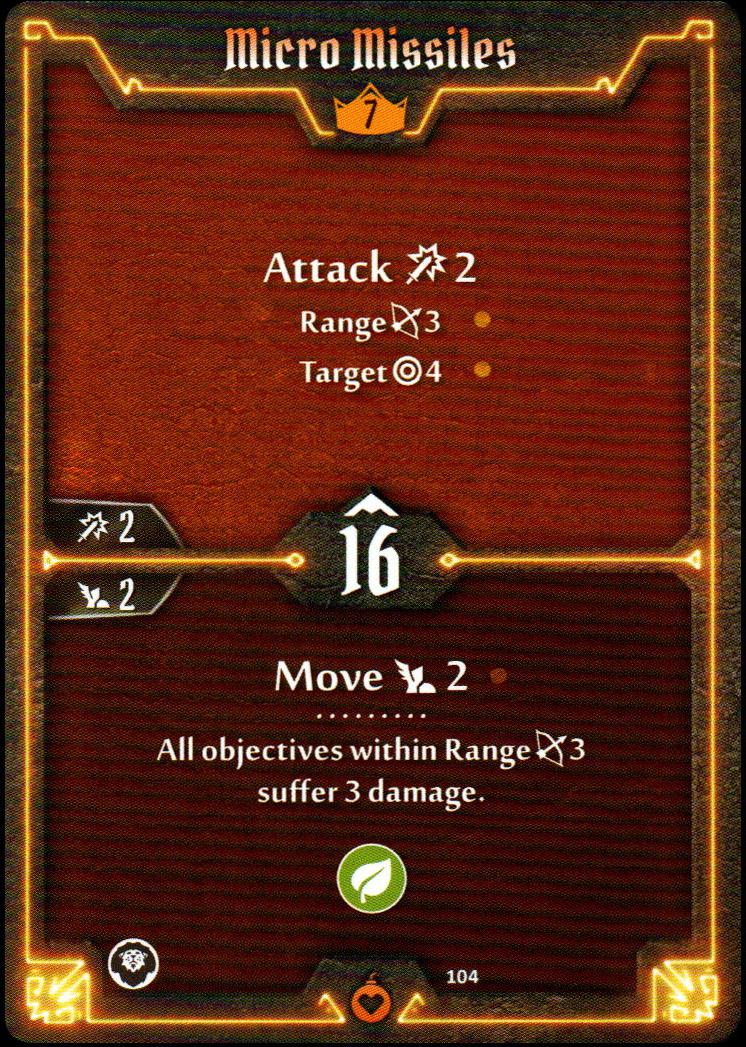 Micro Missiles
7
Attack 2
Range 3
Target 4
2
16
2
Move 2
All objectives within Range 3
suffer 3 damage.
104